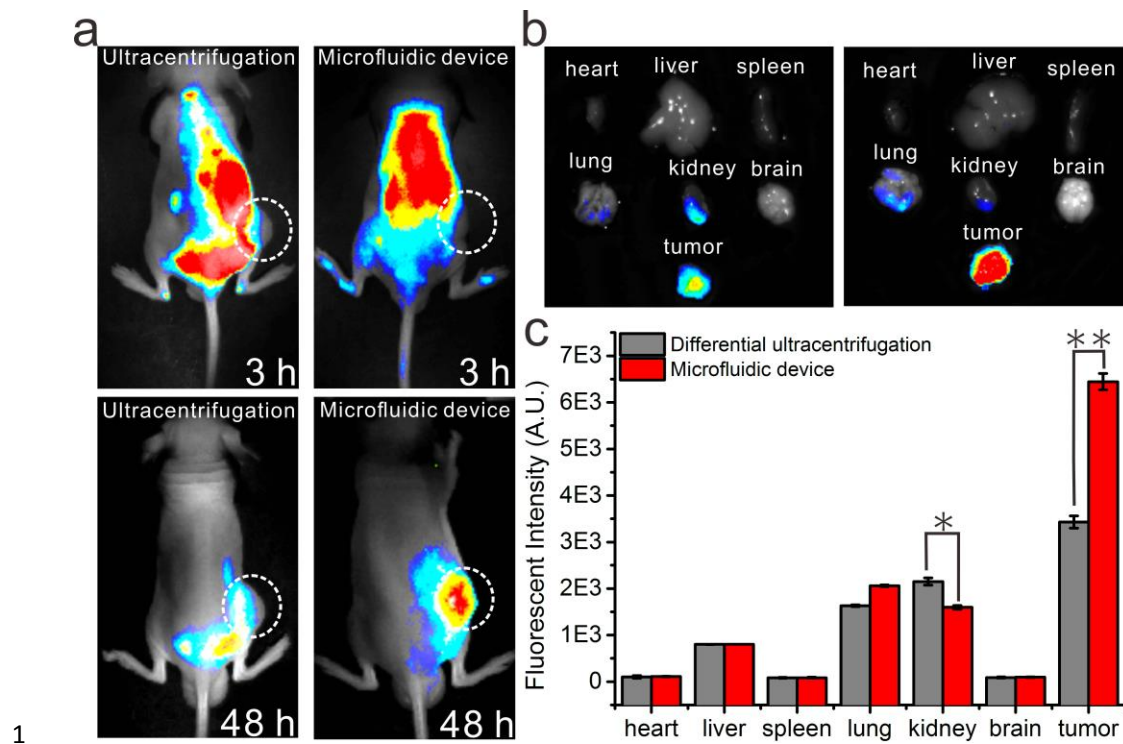 a
Ultracentrifugation
Microfluidic device
3 h
3 h
Ultracentrifugation
Microfluidic device
48 h
48 h
b
heart liver spleen
lung kidney brain
tumor
heart liver spleen
lung kidney brain
tumor
c
Differential ultracentrifugation
Microfluidic device
Fluorescent Intensity (A.U.)
7E3
6E3
5E3
4E3
3E3
2E3
1E3
0
*
**
heart liver spleen lung kidney brain tumor
1